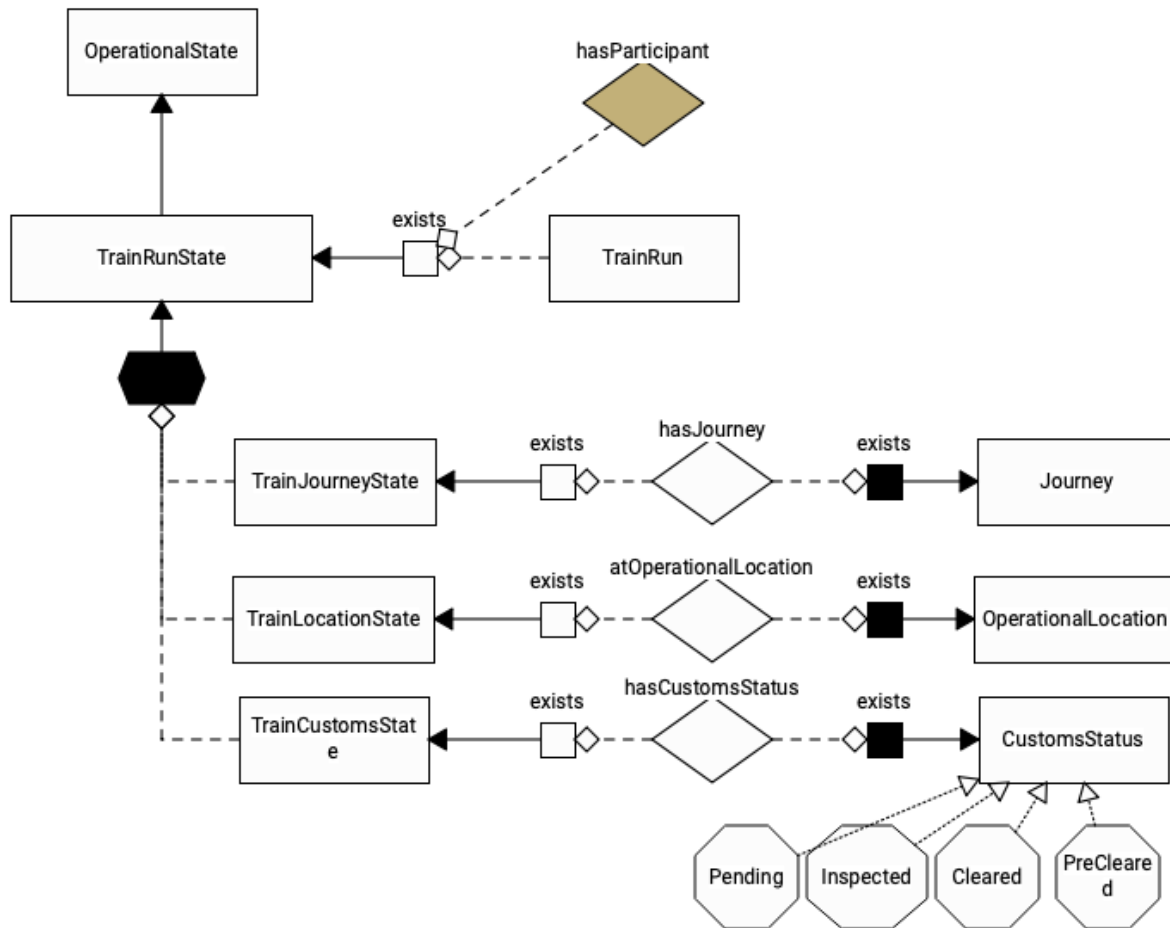 OperationalState
hasParticipant
exists
TrainRunState
TrainRun
hasJourney
exists
exists
TrainJourneyState
Journey
atOperationalLocation
exists
exists
TrainLocationState
OperationalLocation
hasCustomsStatus
exists
exists
TrainCustomsStat
e
CustomsStatus
Pending
Inspected
Cleared
PreCleare
d